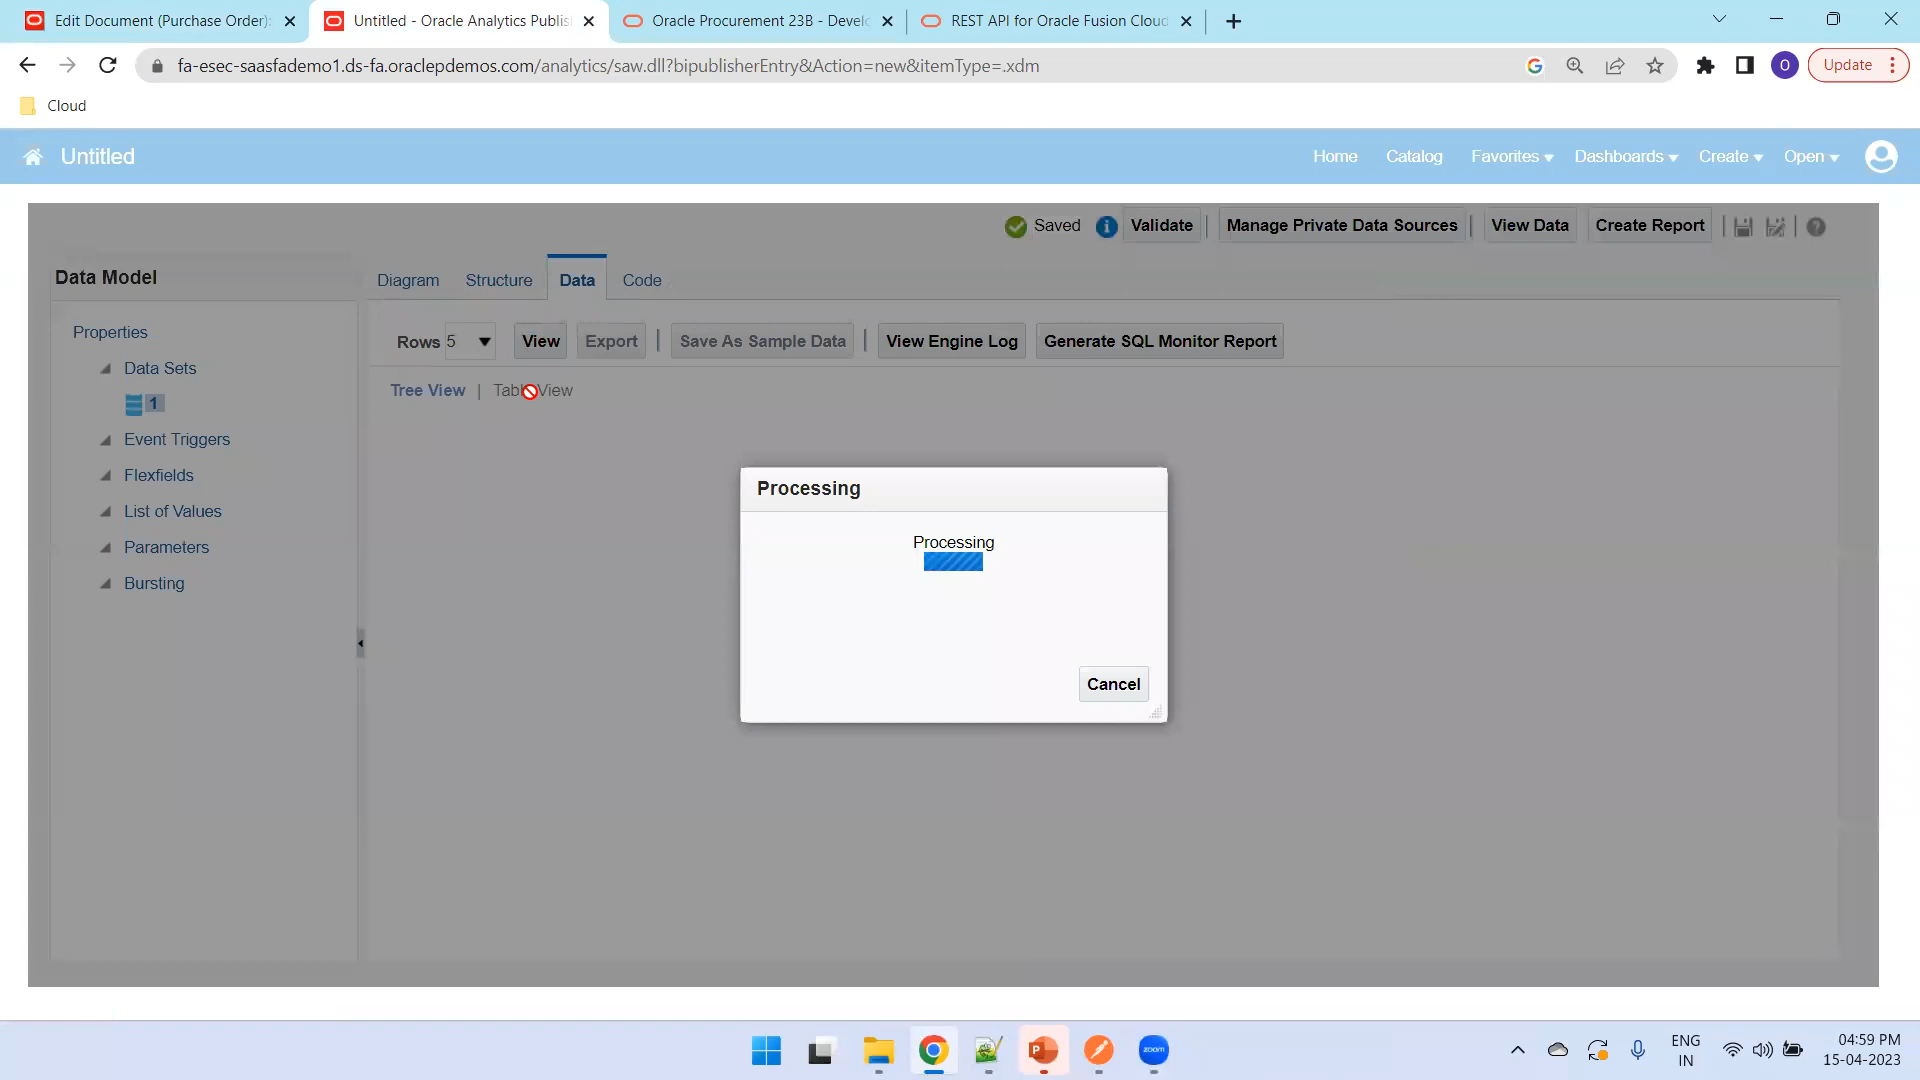 Edit Document (Purchase Order):
Untitled - Oracle Analytics Publis
Oracle Procurement 23B - Devel
REST API for Oracle Fusion Cloud
fa-esec-saasfademo1.ds-fa.oraclepdemos.com/analytics/saw.dll?bipublisherEntry&Action=new&itemType=.xdm
O
Update
Cloud
Untitled
Home
Catalog
Favorites
Dashboards
Create
Open
Saved
Validate
Manage Private Data Sources
View Data
Create Report
Data Model
Diagram
Structure
Data
Code
Properties
Data Sets
1
Event Triggers
Flexfields
List of Values
Parameters
Bursting
Rows 5
View
Export
Save As Sample Data
View Engine Log
Generate SQL Monitor Report
Tree View | Table View
Processing
Processing
Cancel
zoom
ENG
IN
04:59 PM
15-04-2023